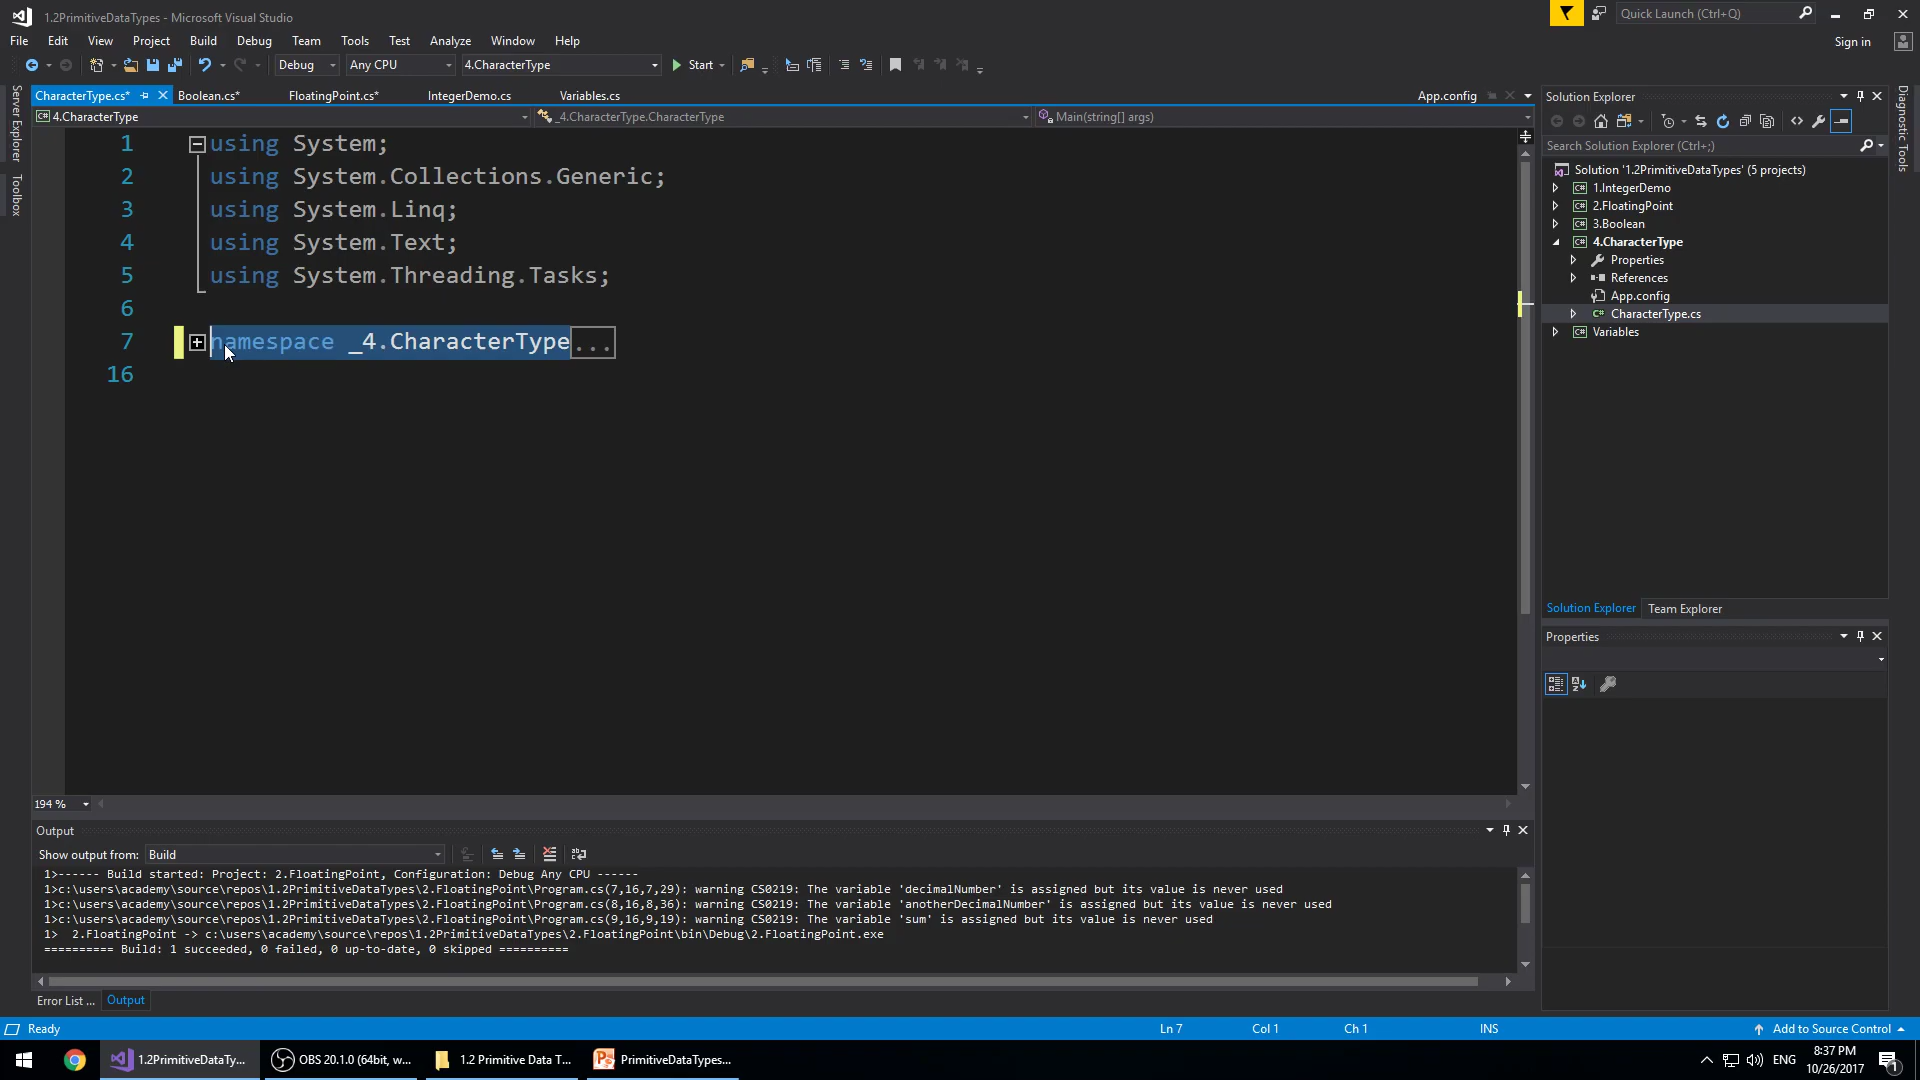 1.2PrimitiveDataTypes - Microsoft Visual Studio
Quick Launch (Ctrl+Q)
File Edit View Project Build Debug Team Tools Test Analyze Window Help
Sign in
Debug Any CPU 4.CharacterType Start
CharacterType.cs* Boolean.cs* FloatingPoint.cs* IntegerDemo.cs Variables.cs App.config
4.CharacterType _4.CharacterType.CharacterType Main(string[] args)
Server Explorer
Toolbox
1 using System;
2 using System.Collections.Generic;
3 using System.Linq;
4 using System.Text;
5 using System.Threading.Tasks;
6
7 namespace _4.CharacterType...
16
194 %
Solution Explorer
Search Solution Explorer (Ctrl+;)
Solution '1.2PrimitiveDataTypes' (5 projects)
1.IntegerDemo
2.FloatingPoint
3.Boolean
4.CharacterType
Properties
References
App.config
CharacterType.cs
Variables
Solution Explorer Team Explorer
Properties
Diagnostic Tools
Output
Show output from: Build
1>------ Build started: Project: 2.FloatingPoint, Configuration: Debug Any CPU ------
1>c:\users\academy\source\repos\1.2PrimitiveDataTypes\2.FloatingPoint\Program.cs(7,16,7,29): warning CS0219: The variable 'decimalNumber' is assigned but its value is never used
1>c:\users\academy\source\repos\1.2PrimitiveDataTypes\2.FloatingPoint\Program.cs(8,16,8,36): warning CS0219: The variable 'anotherDecimalNumber' is assigned but its value is never used
1>c:\users\academy\source\repos\1.2PrimitiveDataTypes\2.FloatingPoint\Program.cs(9,16,9,19): warning CS0219: The variable 'sum' is assigned but its value is never used
1>  2.FloatingPoint -> c:\users\academy\source\repos\1.2PrimitiveDataTypes\2.FloatingPoint\bin\Debug\2.FloatingPoint.exe
========== Build: 1 succeeded, 0 failed, 0 up-to-date, 0 skipped ==========
Error List ... Output
Ready Ln 7 Col 1 Ch 1 INS Add to Source Control
1.2PrimitiveDataTy... OBS 20.1.0 (64bit, w... 1.2 Primitive Data T... PrimitiveDataTypes... ENG 8:37 PM
10/26/2017 1